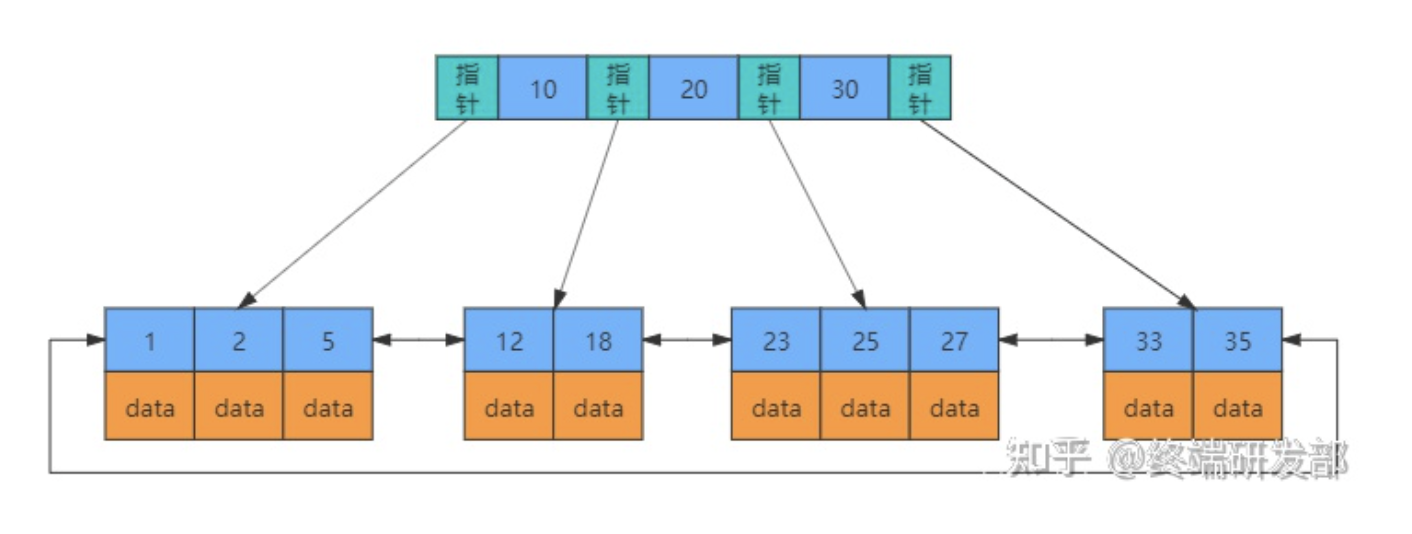 指针 10 指针 20 指针 30 指针
1 2 5 12 18 23 25 27 33 35
data data data data data data data data data data
知乎 @终端研发部